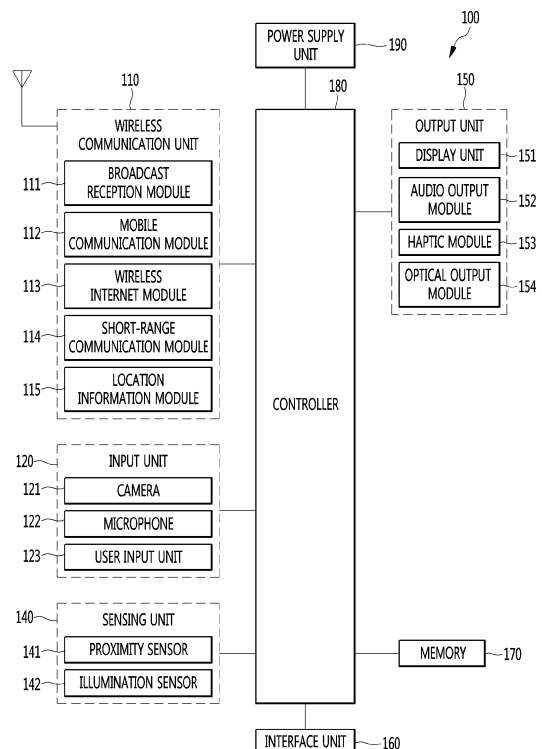 100
POWER SUPPLY
UNIT
190
110
180
150
WIRELESS
COMMUNICATION UNIT
111
BROADCAST
RECEPTION MODULE
112
MOBILE
COMMUNICATION MODULE
113
WIRELESS
INTERNET MODULE
114
SHORT-RANGE
COMMUNICATION MODULE
115
LOCATION
INFORMATION MODULE
OUTPUT UNIT
DISPLAY UNIT
151
AUDIO OUTPUT
MODULE
152
HAPTIC MODULE
153
OPTICAL OUTPUT
MODULE
154
CONTROLLER
120
INPUT UNIT
121
CAMERA
122
MICROPHONE
123
USER INPUT UNIT
140
SENSING UNIT
141
PROXIMITY SENSOR
142
ILLUMINATION SENSOR
MEMORY
170
INTERFACE UNIT
160